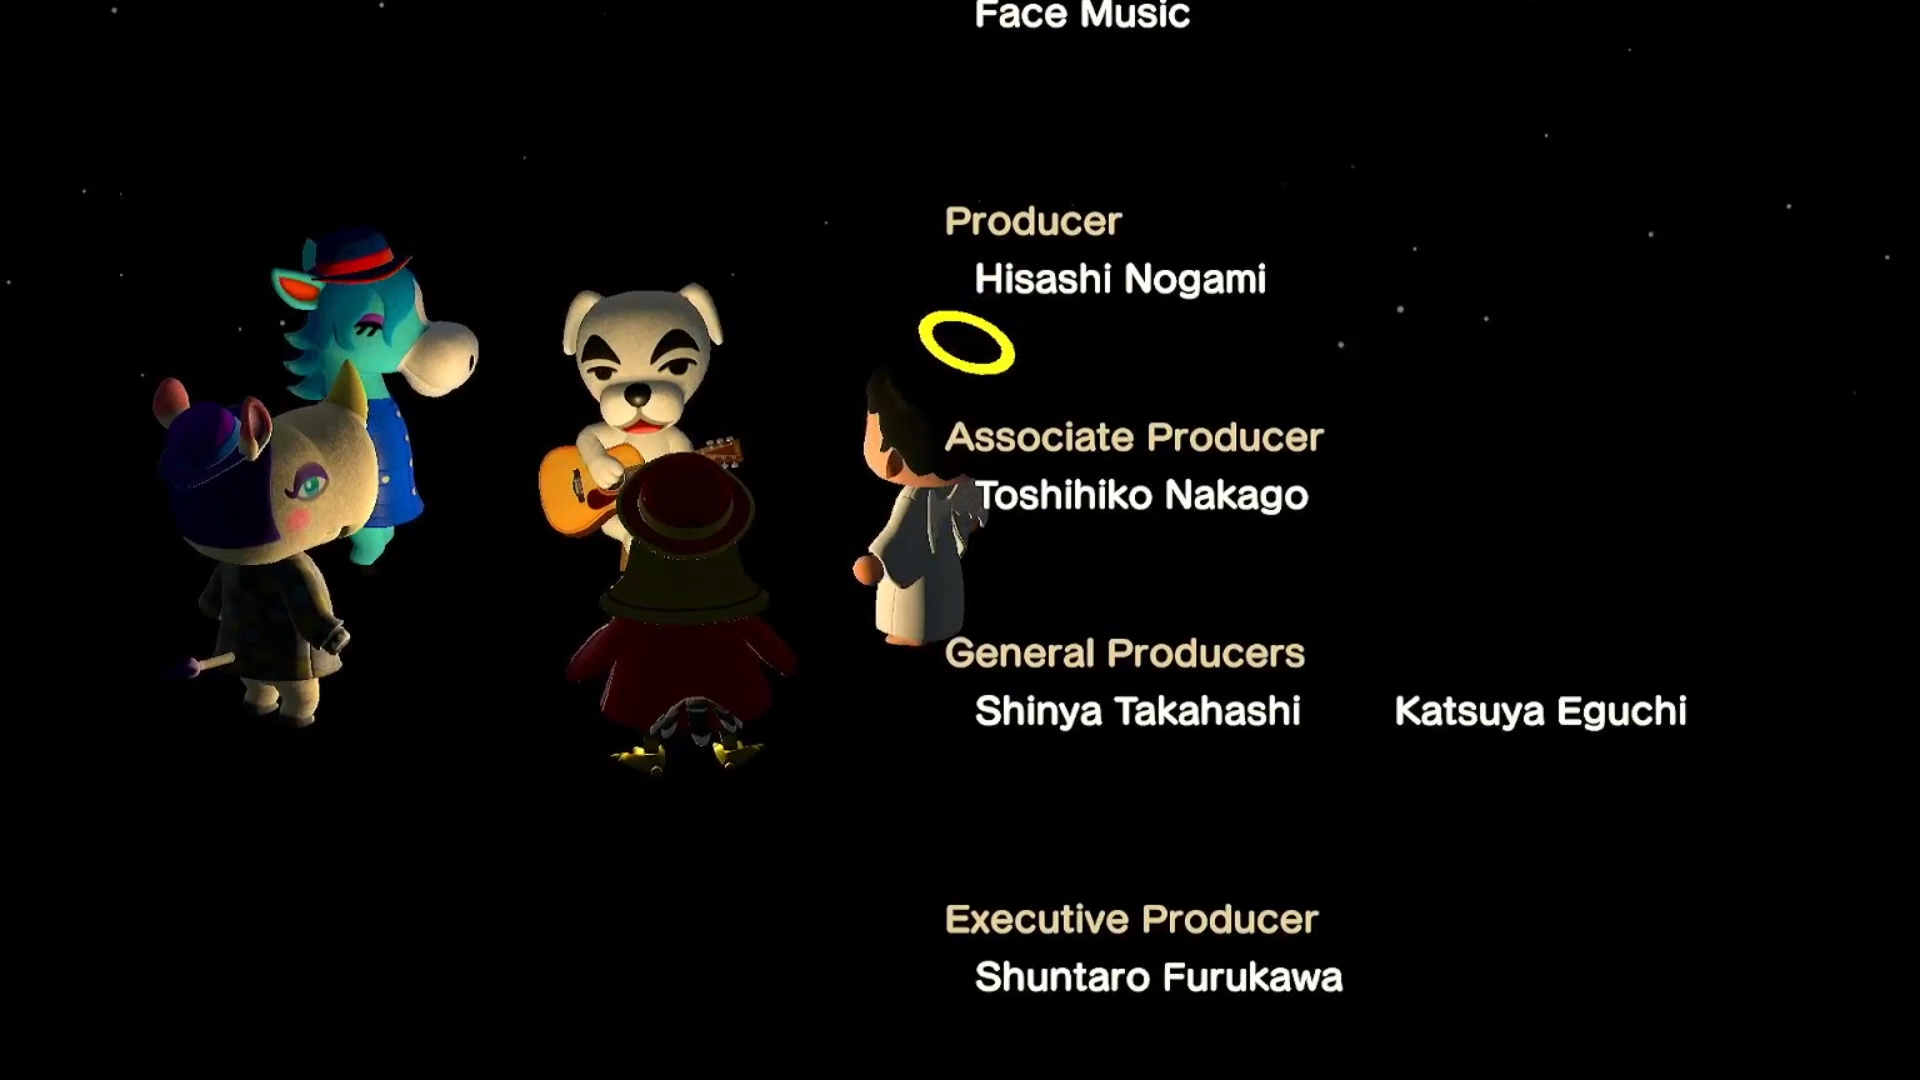 Face Music
Producer
Hisashi Nogami
Associate Producer
Toshihiko Nakago
General Producers
Shinya Takahashi Katsuya Eguchi
Executive Producer
Shuntaro Furukawa